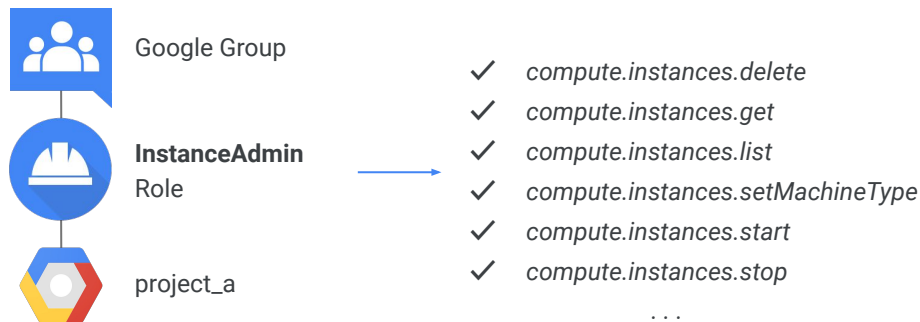 Google Group
InstanceAdmin
Role
project_a
compute.instances.delete
compute.instances.get
compute.instances.list
compute.instances.setMachineType
compute.instances.start
compute.instances.stop
. . .